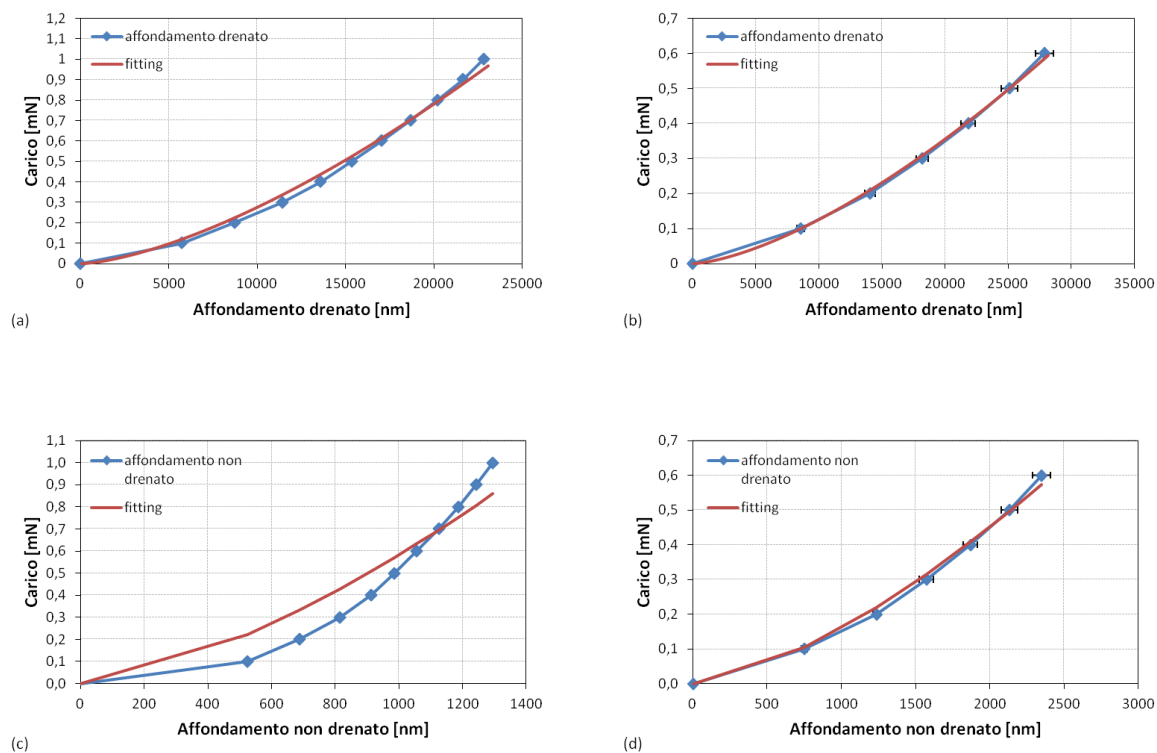 1,2
1,1
1
0,9
0,8
0,7
0,6
0,5
0,4
0,3
0,2
0,1
0
Carico [mN]
affondamento drenato
fitting
0 5000 10000 15000 20000 25000
Affondamento drenato [nm]
(a)
0,7
0,6
0,5
0,4
0,3
0,2
0,1
0
Carico [mN]
affondamento drenato
fitting
0 5000 10000 15000 20000 25000 30000 35000
Affondamento drenato [nm]
(b)
1,1
1,0
0,9
0,8
0,7
0,6
0,5
0,4
0,3
0,2
0,1
0,0
Carico [mN]
affondamento non
drenato
fitting
0 200 400 600 800 1000 1200 1400
Affondamento non drenato [nm]
(c)
0,7
0,6
0,5
0,4
0,3
0,2
0,1
0,0
Carico [mN]
affondamento non
drenato
fitting
0 500 1000 1500 2000 2500 3000
Affondamento non drenato [nm]
(d)